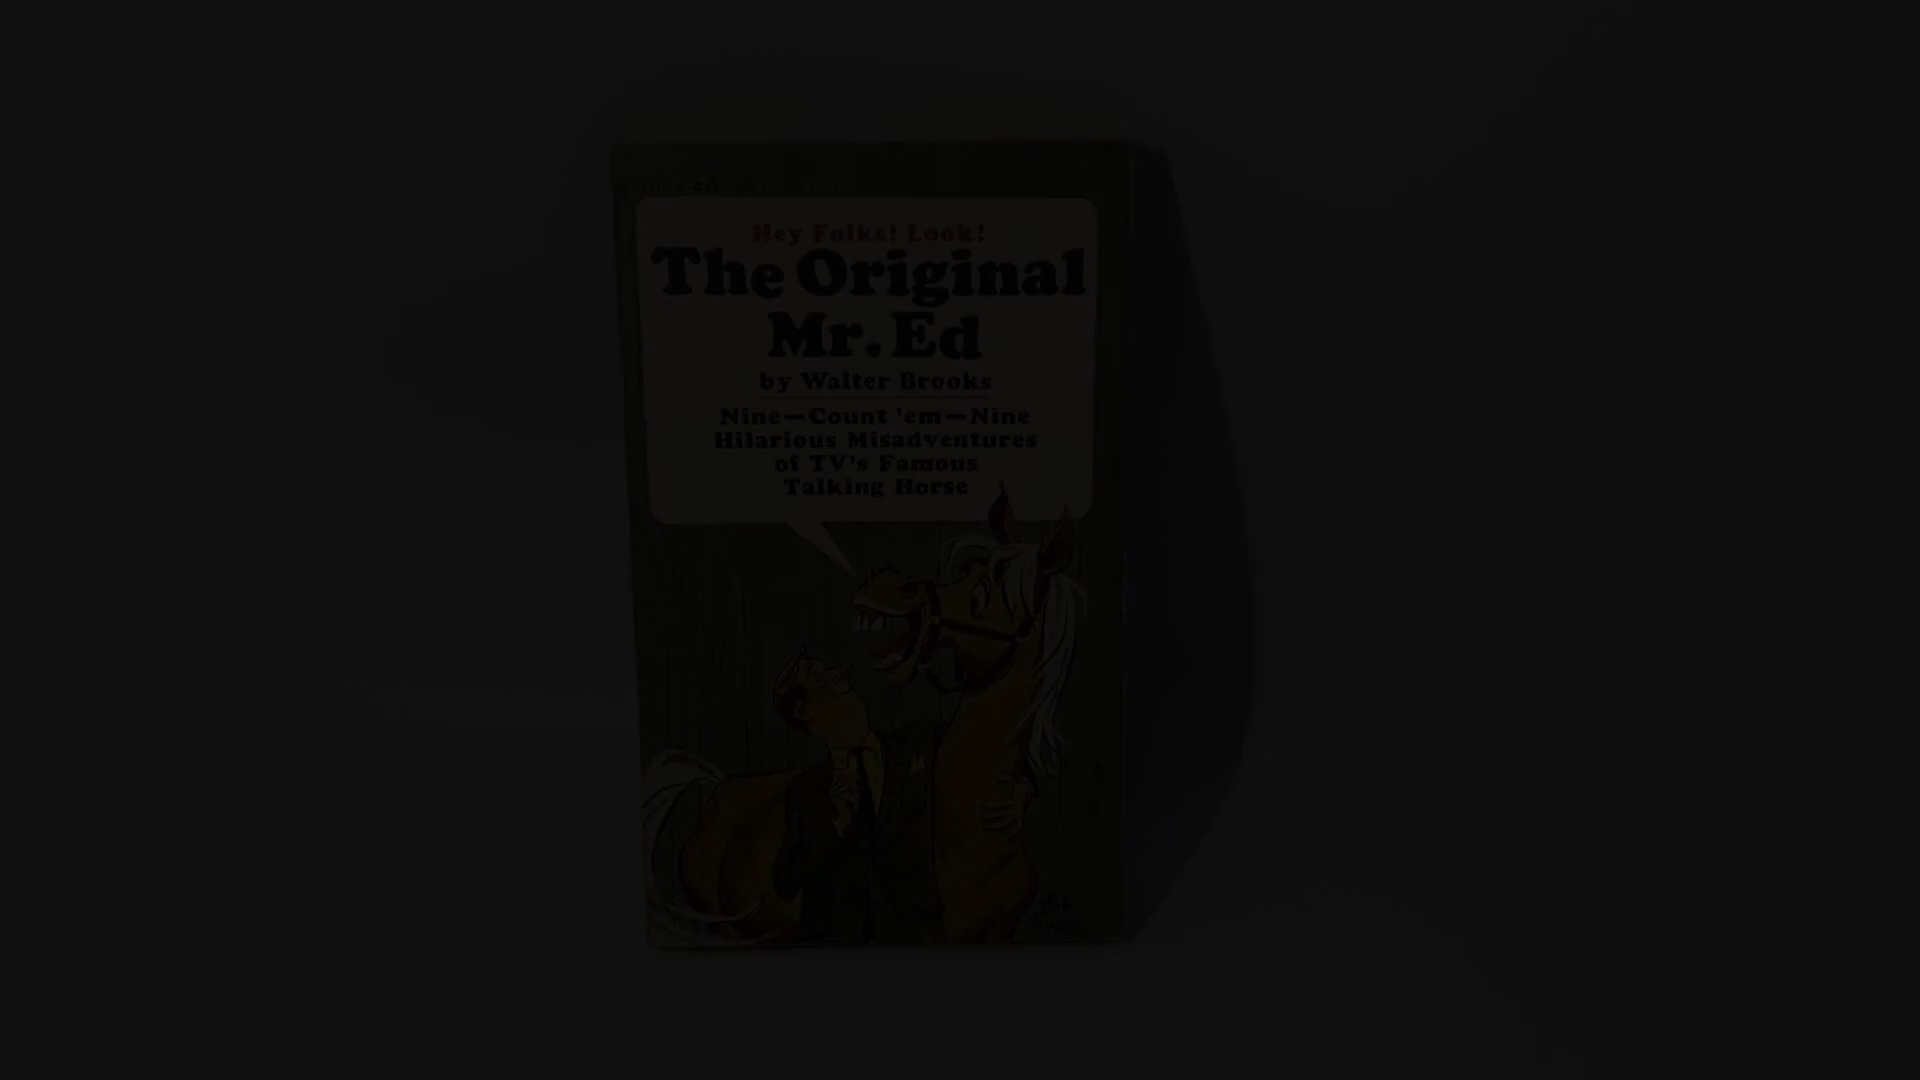 40
Hey Folks! Look!
The Original
Mr. Ed
by Walter Brooks
Nine—Count 'em—Nine
Hilarious Misadventures
of TV's Famous
Talking Horse